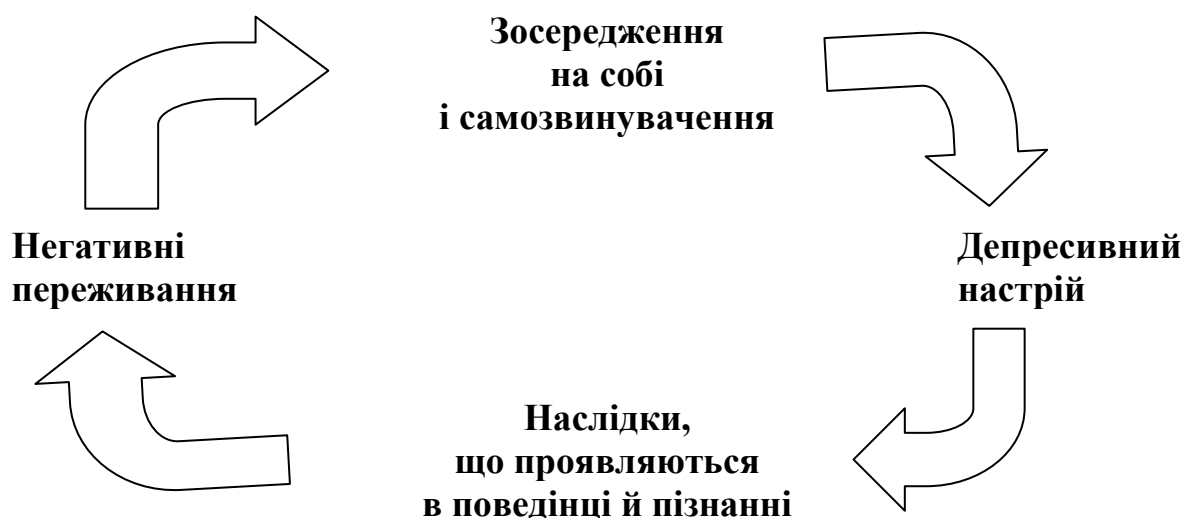 Зосередження
на собі
і самозвинувачення
Негативні
переживання
Депресивний
настрій
Наслідки,
що проявляються
в поведінці й пізнанні